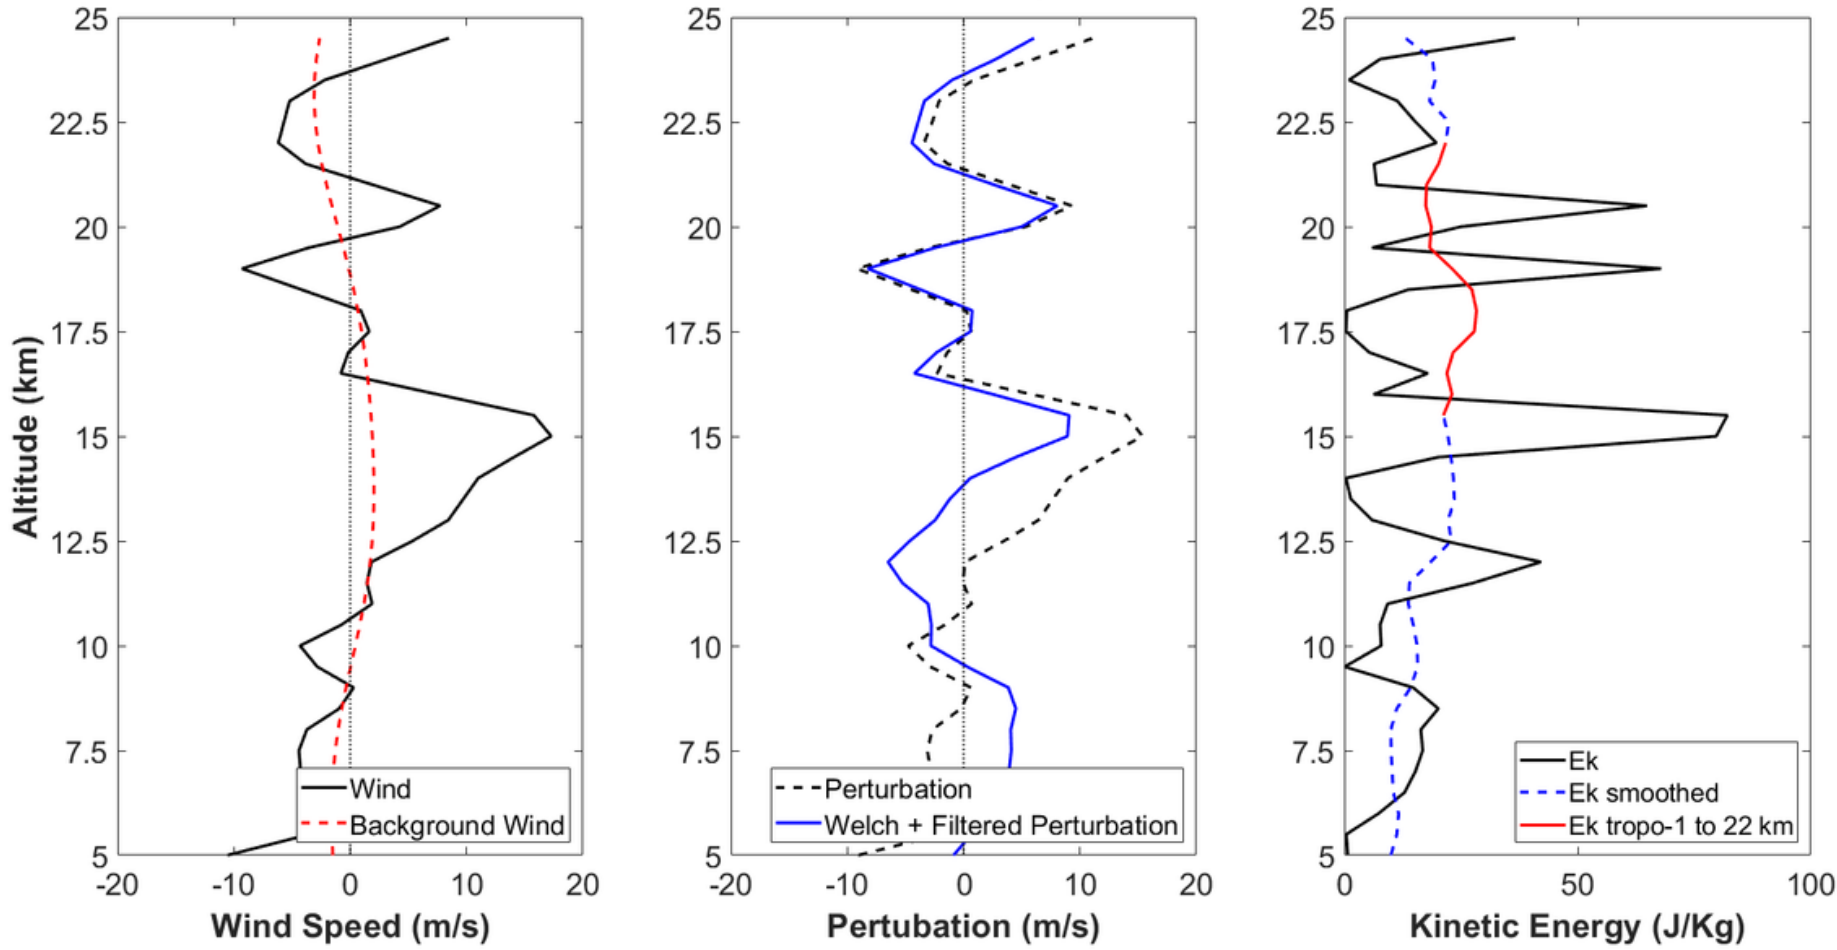 25
22.5
20
17.5
15
12.5
10
7.5
5
Altitude (km)
-20 -10 0 10 20
Wind Speed (m/s)
Wind
Background Wind
25
22.5
20
17.5
15
12.5
10
7.5
5
-20 -10 0 10 20
Pertubation (m/s)
Perturbation
Welch + Filtered Perturbation
25
22.5
20
17.5
15
12.5
10
7.5
5
0 50 100
Kinetic Energy (J/Kg)
Ek
Ek smoothed
Ek tropo-1 to 22 km